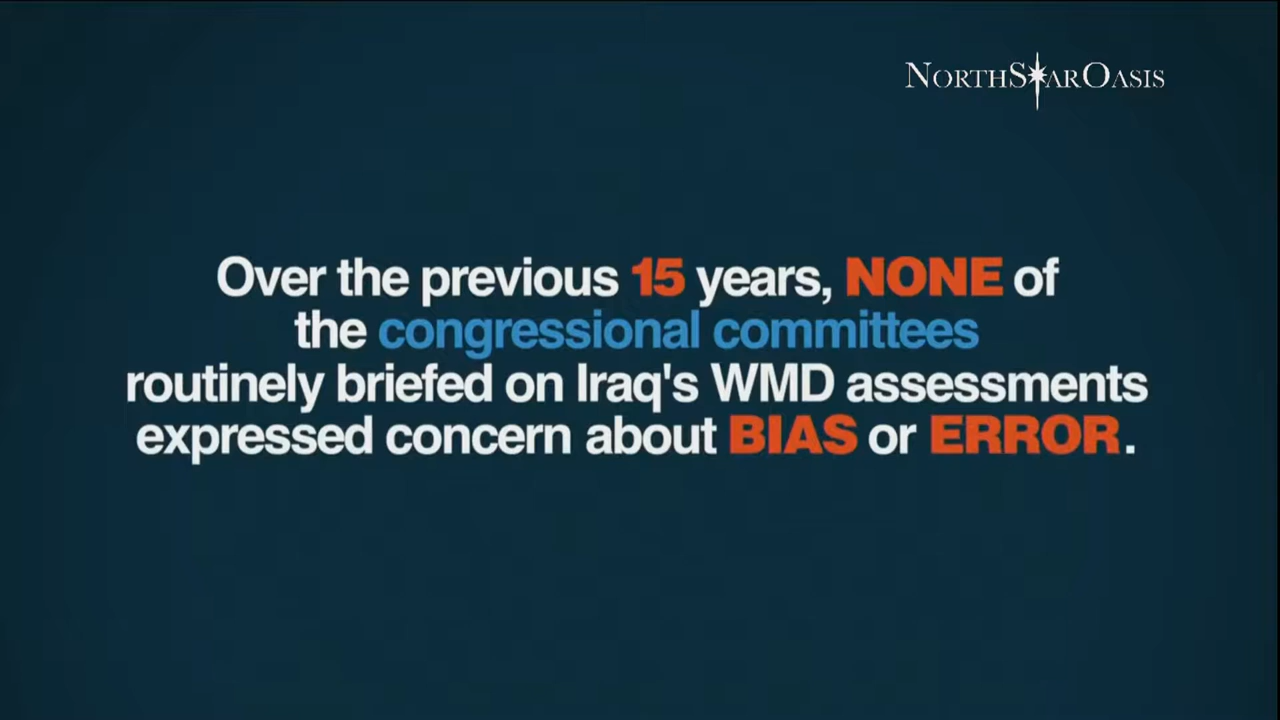 NORTHSTAROASIS
Over the previous 15 years, NONE of
the congressional committees
routinely briefed on Iraq's WMD assessments
expressed concern about BIAS or ERROR.